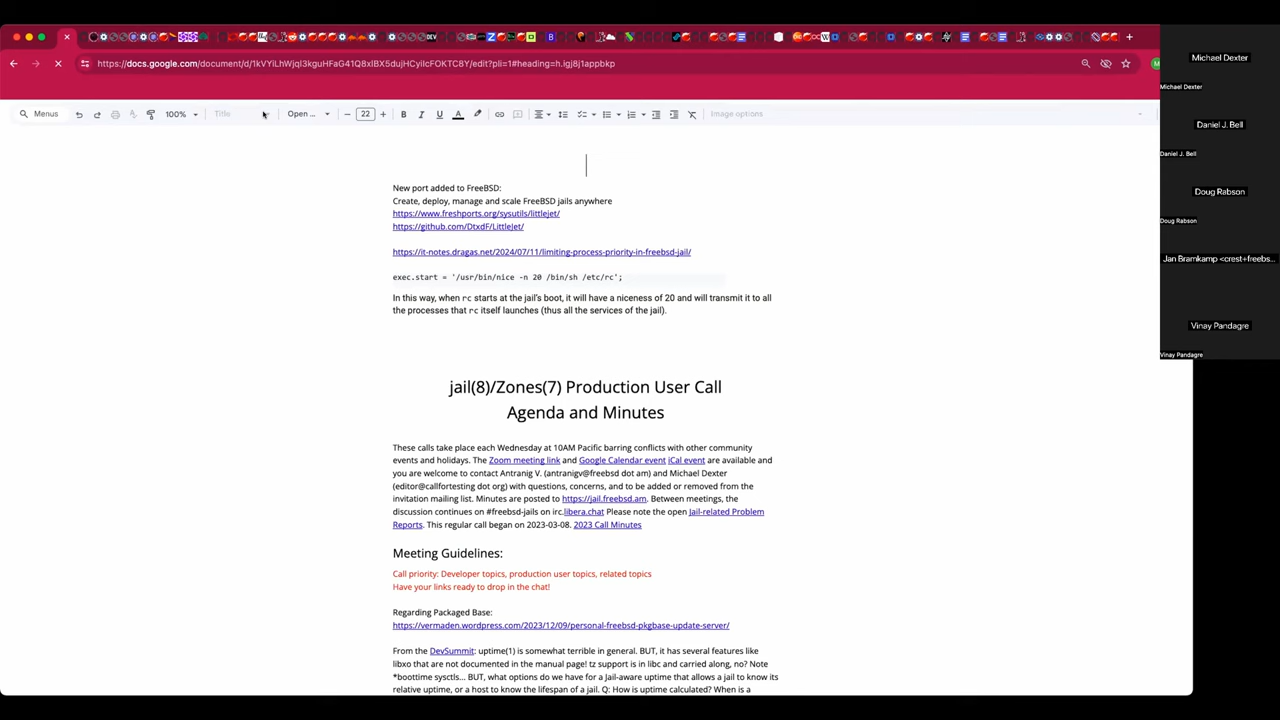 https://docs.google.com/document/d/1kVYiLhWjqI3kguHFaG41Q8xIBX5dujHCyiIcFOKTC8Y/edit?pli=1#heading=h.igj8j1appbkp
Menus
100%
Title
Open ...
22
Image options
New port added to FreeBSD:
Create, deploy, manage and scale FreeBSD jails anywhere
https://www.freshports.org/sysutils/littlejet/
https://github.com/DtxdF/LittleJet/
https://it-notes.dragas.net/2024/07/11/limiting-process-priority-in-freebsd-jail/
exec.start = '/usr/bin/nice -n 20 /bin/sh /etc/rc';
In this way, when rc starts at the jail's boot, it will have a niceness of 20 and will transmit it to all
the processes that rc itself launches (thus all the services of the jail).
jail(8)/Zones(7) Production User Call
Agenda and Minutes
These calls take place each Wednesday at 10AM Pacific barring conflicts with other community
events and holidays. The Zoom meeting link and Google Calendar event iCal event are available and
you are welcome to contact Antranig V. (antranigv@freebsd dot am) and Michael Dexter
(editor@callfortesting dot org) with questions, concerns, and to be added or removed from the
invitation mailing list. Minutes are posted to https://jail.freebsd.am. Between meetings, the
discussion continues on #freebsd-jails on irc.libera.chat Please note the open Jail-related Problem
Reports. This regular call began on 2023-03-08. 2023 Call Minutes
Meeting Guidelines:
Call priority: Developer topics, production user topics, related topics
Have your links ready to drop in the chat!
Regarding Packaged Base:
https://vermaden.wordpress.com/2023/12/09/personal-freebsd-pkgbase-update-server/
From the DevSummit: uptime(1) is somewhat terrible in general. BUT, it has several features like
libxo that are not documented in the manual page! tz support is in libc and carried along, no? Note
*boottime sysctls... BUT, what options do we have for a Jail-aware uptime that allows a jail to know its
relative uptime, or a host to know the lifespan of a jail. Q: How is uptime calculated? When is a
Michael Dexter
Michael Dexter
Daniel J. Bell
Daniel J. Bell
Doug Rabson
Doug Rabson
Jan Bramkamp <crest+freebs...
Vinay Pandagre
Vinay Pandagre